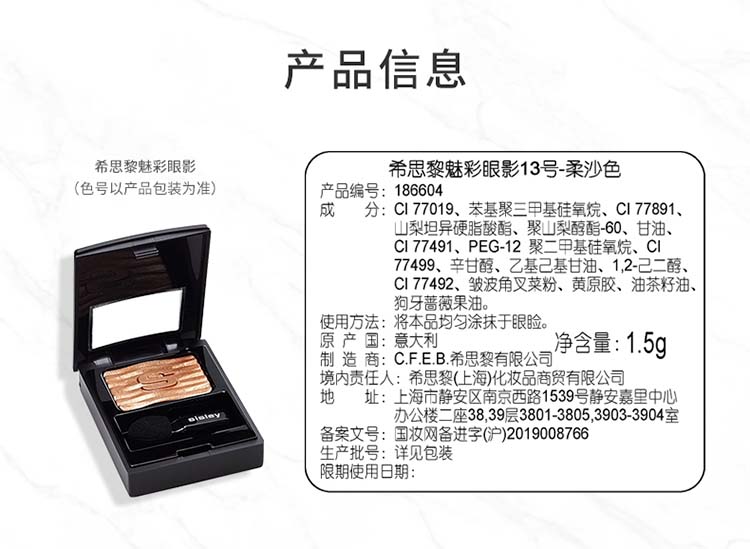 产品信息
希思黎魅彩眼影
（色号以产品包装为准）
sisley
希思黎魅彩眼影13号-柔沙色
产品编号：186604
成 分：CI 77019、苯基聚三甲基硅氧烷、CI 77891、
山梨坦异硬脂酸酯、聚山梨醇酯-60、甘油、
CI 77491、PEG-12 聚二甲基硅氧烷、CI
77499、辛甘醇、乙基己基甘油、1,2-己二醇、
CI 77492、皱波角叉菜粉、黄原胶、油茶籽油、
狗牙蔷薇果油。
使用方法：将本品均匀涂抹于眼睑。
原 产 国：意大利
净含量：1.5g
制 造 商：C.F.E.B.希思黎有限公司
境内责任人：希思黎(上海)化妆品商贸有限公司
地 址：上海市静安区南京西路1539号静安嘉里中心
办公楼二座38,39层3801-3805,3903-3904室
备案文号：国妆网备进字(沪)2019008766
生产批号：详见包装
限期使用日期：